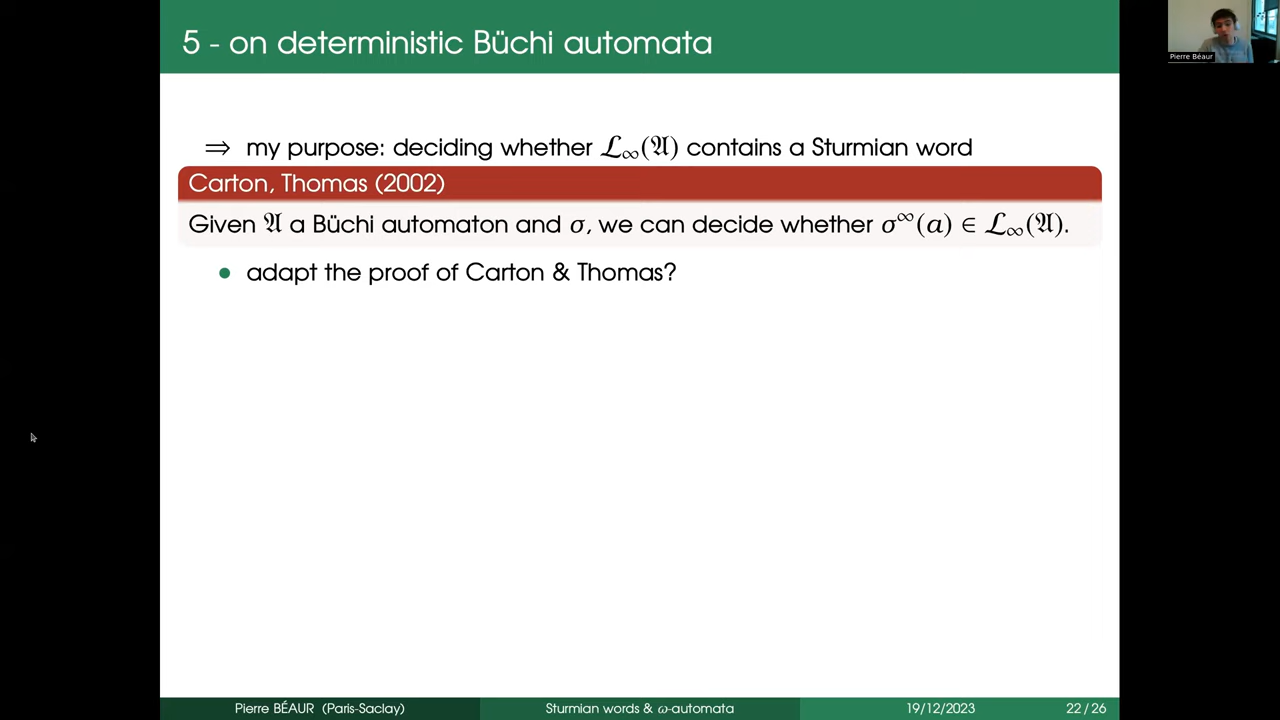 5 - on deterministic Büchi automata
Pierre Béaur
⇒ my purpose: deciding whether 𝓛∞(𝔄) contains a Sturmian word
Carton, Thomas (2002)
Given 𝔄 a Büchi automaton and σ, we can decide whether σ^∞(a) ∈ 𝓛∞(𝔄).
• adapt the proof of Carton & Thomas?
Pierre BÉAUR (Paris-Saclay) Sturmian words & ω-automata 19/12/2023 22 / 26